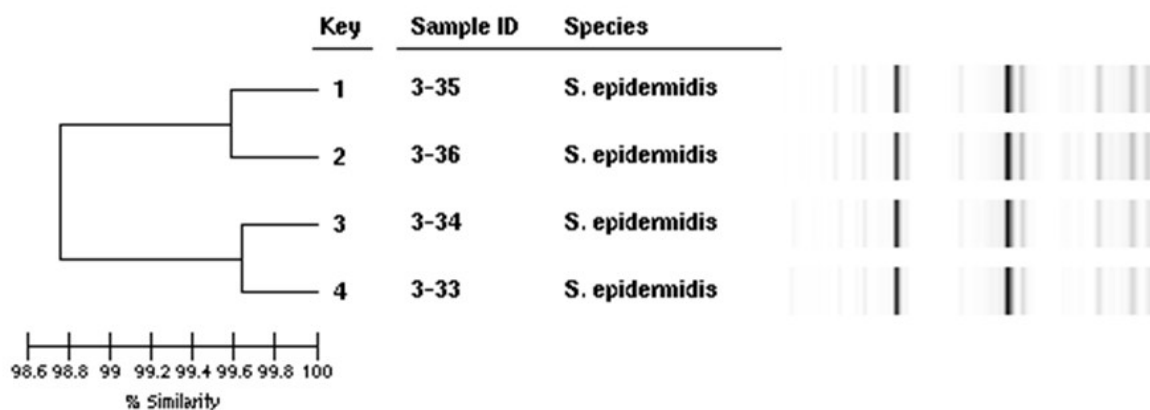 Key Sample ID Species
1 3-35 S. epidermidis
2 3-36 S. epidermidis
3 3-34 S. epidermidis
4 3-33 S. epidermidis
98.6 98.8 99 99.2 99.4 99.6 99.8 100
% Similarity